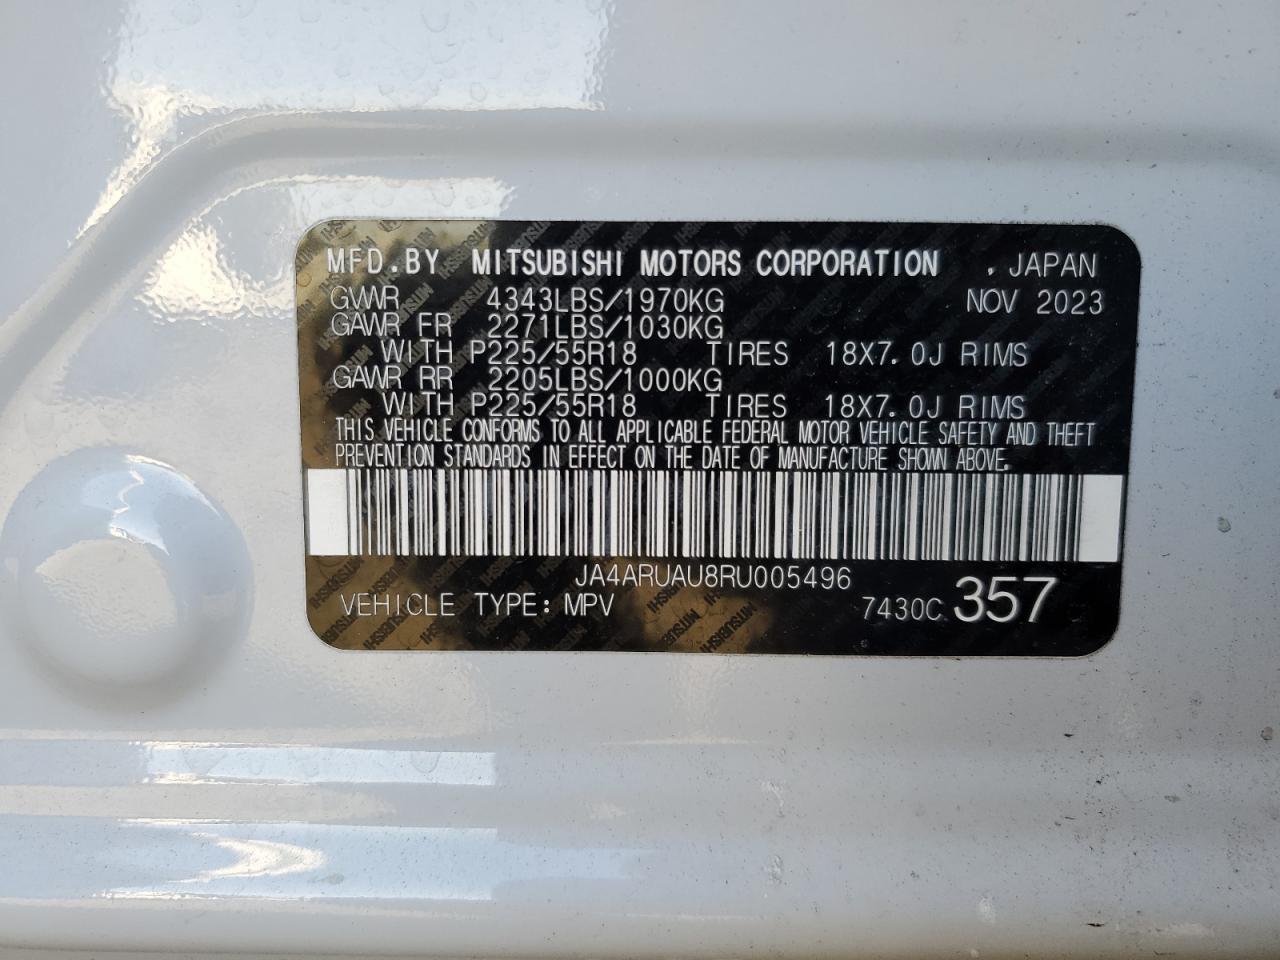 MFD.BY MITSUBISHI MOTORS CORPORATION . JAPAN
GVWR 4343LBS/1970KG NOV 2023
GAWR FR 2271LBS/1030KG
WITH P225/55R18 TIRES 18X7.0J RIMS
GAWR RR 2205LBS/1000KG
WITH P225/55R18 TIRES 18X7.0J RIMS
THIS VEHICLE CONFORMS TO ALL APPLICABLE FEDERAL MOTOR VEHICLE SAFETY AND THEFT
PREVENTION STANDARDS IN EFFECT ON THE DATE OF MANUFACTURE SHOWN ABOVE.
JA4ARUAU8RU005496
VEHICLE TYPE: MPV 7430C 357